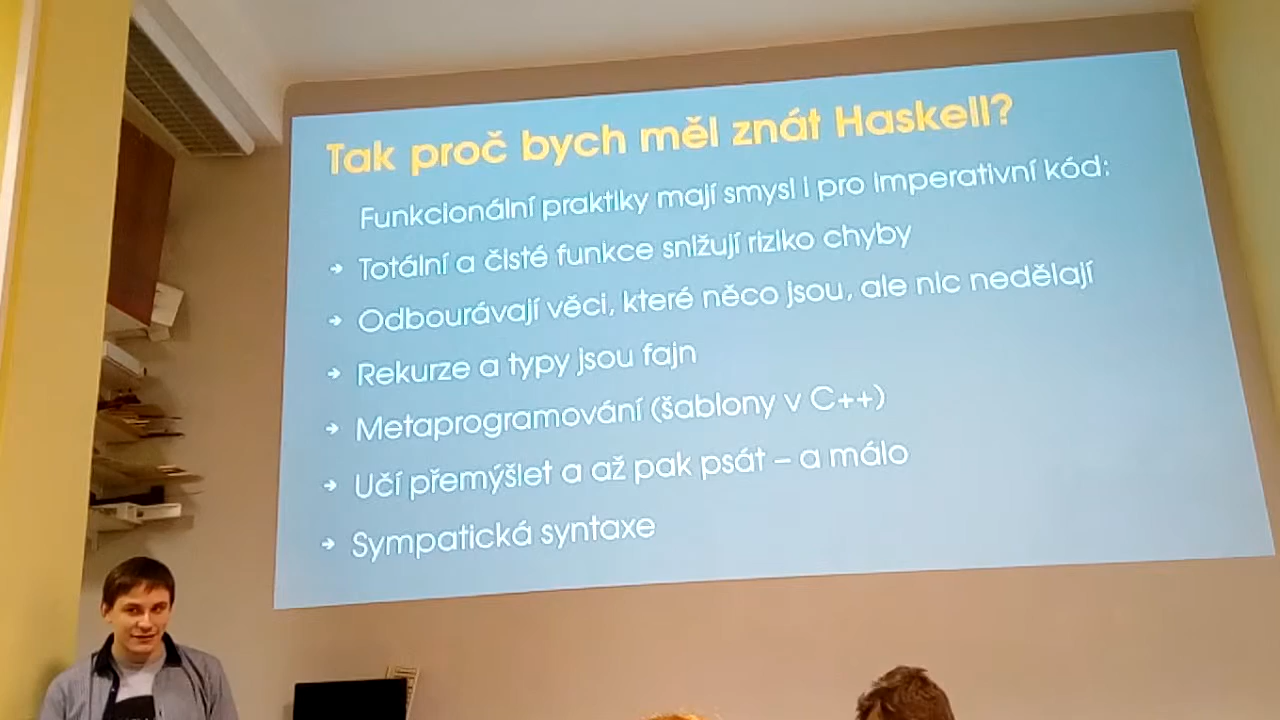 Tak proč bych měl znát Haskell?
Funkcionální praktiky mají smysl i pro imperativní kód:
→ Totální a čisté funkce snižují riziko chyby
→ Odbourávají věci, které něco jsou, ale nic nedělají
→ Rekurze a typy jsou fajn
→ Metaprogramování (šablony v C++)
→ Učí přemýšlet a až pak psát – a málo
→ Sympatická syntaxe